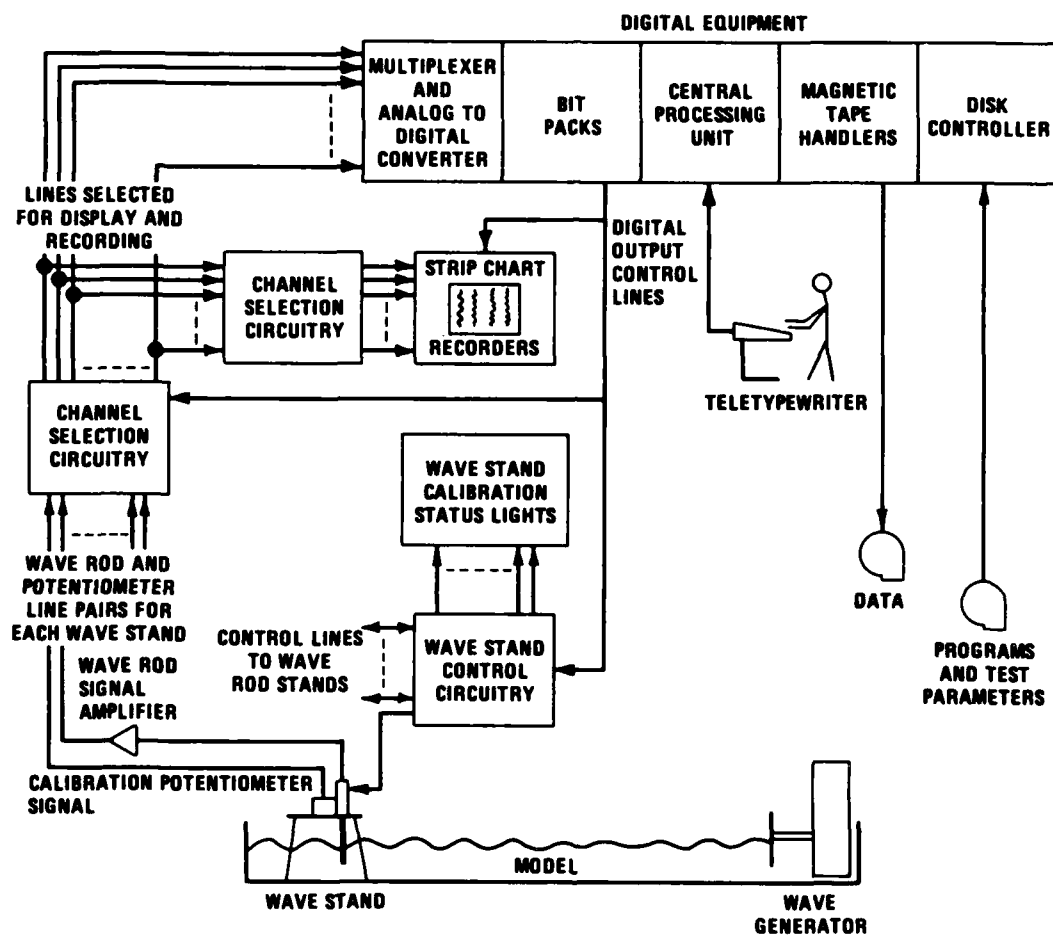 DIGITAL EQUIPMENT
MULTIPLEXER
AND
ANALOG TO
DIGITAL
CONVERTER
BIT
PACKS
CENTRAL
PROCESSING
UNIT
MAGNETIC
TAPE
HANDLERS
DISK
CONTROLLER
LINES SELECTED
FOR DISPLAY AND
RECORDING
CHANNEL
SELECTION
CIRCUITRY
STRIP CHART
RECORDERS
DIGITAL
OUTPUT
CONTROL
LINES
TELETYPEWRITER
CHANNEL
SELECTION
CIRCUITRY
WAVE STAND
CALIBRATION
STATUS LIGHTS
WAVE ROD AND
POTENTIOMETER
LINE PAIRS FOR
EACH WAVE STAND
CONTROL LINES
TO WAVE
ROD STANDS
WAVE STAND
CONTROL
CIRCUITRY
DATA
PROGRAMS
AND TEST
PARAMETERS
WAVE ROD
SIGNAL
AMPLIFIER
CALIBRATION POTENTIOMETER
SIGNAL
MODEL
WAVE STAND
WAVE
GENERATOR